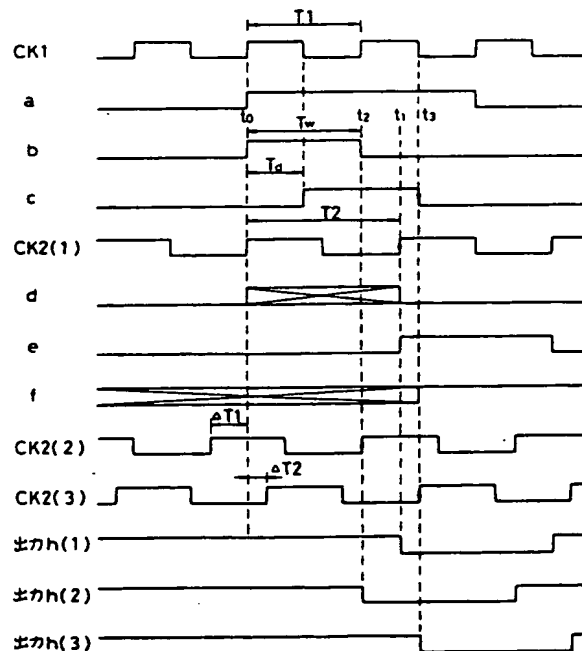 T1
CK1
a
t0 Tw t2 t1 t3
b
Td
c
T2
CK2(1)
d
e
f
ΔT1
CK2(2)
ΔT2
CK2(3)
出力h(1)
出力h(2)
出力h(3)